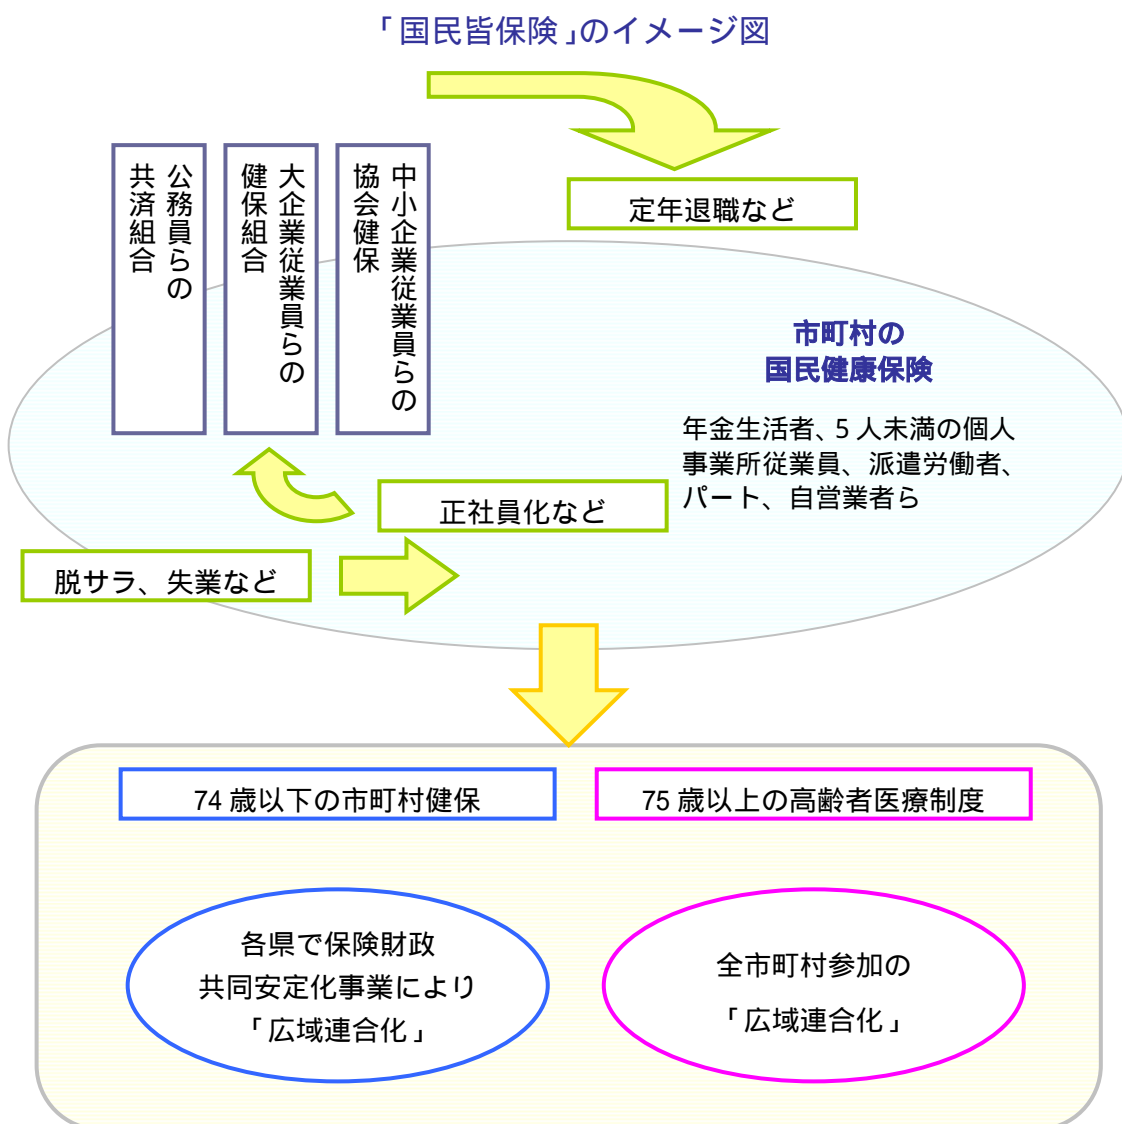 「国民皆保険」のイメージ図
定年退職など
公務員らの
共済組合
大企業従業員らの
健保組合
中小企業従業員らの
協会健保
市町村の
国民健康保険
年金生活者、5人未満の個人
事業所従業員、派遣労働者、
パート、自営業者ら
正社員化など
脱サラ、失業など
74歳以下の市町村健保
75歳以上の高齢者医療制度
各県で保険財政
共同安定化事業により
「広域連合化」
全市町村参加の
「広域連合化」